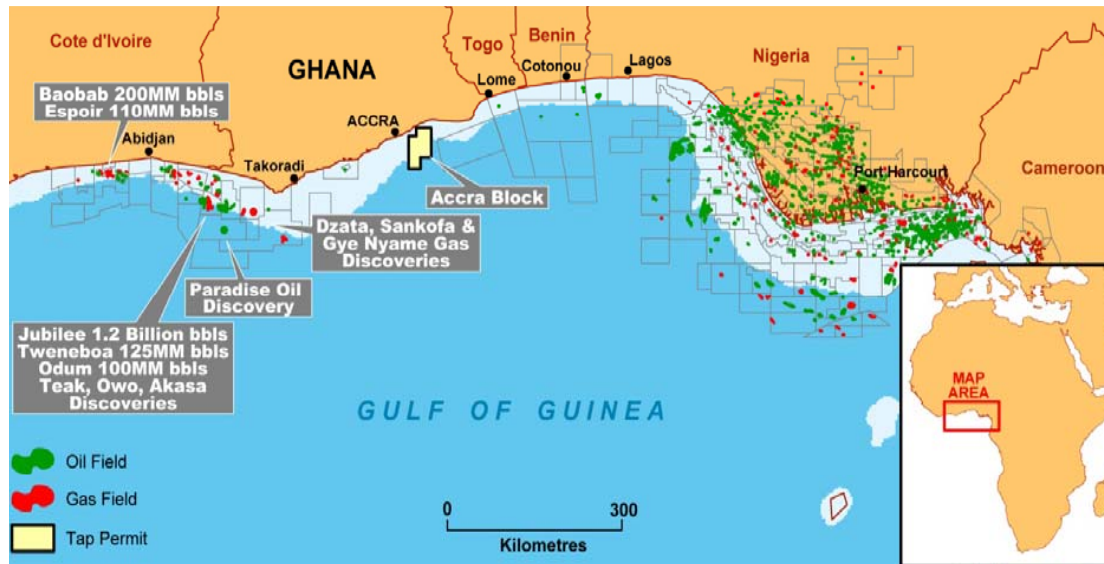 Cote d'Ivoire
GHANA
Togo
Benin
Nigeria
Cameroon
Baobab 200MM bbls
Espoir 110MM bbls
Abidjan
Takoradi
ACCRA
Lome
Cotonou
Lagos
Port Harcourt
Accra Block
Dzata, Sankofa &
Gye Nyame Gas
Discoveries
Paradise Oil
Discovery
Jubilee 1.2 Billion bbls
Tweneboa 125MM bbls
Odum 100MM bbls
Teak, Owo, Akasa
Discoveries
GULF OF GUINEA
Oil Field
Gas Field
Tap Permit
0 300
Kilometres
MAP
AREA